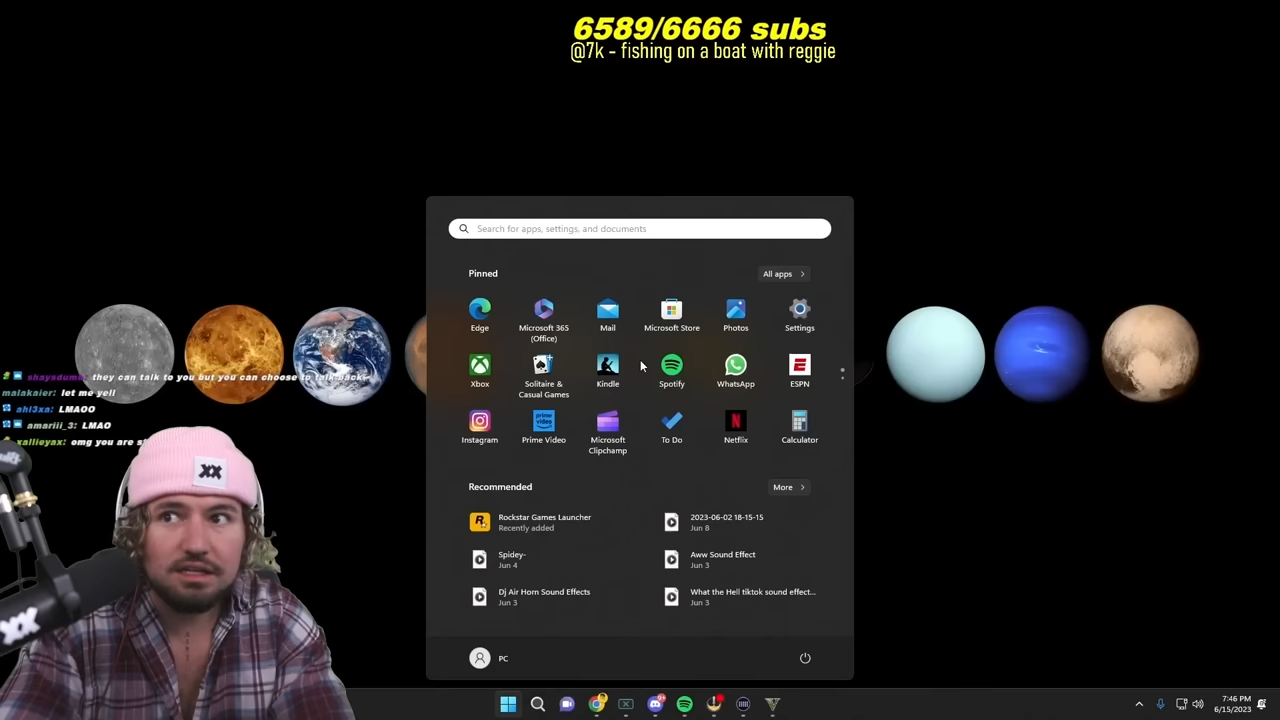 6589/6666 subs
@7k - fishing on a boat with reggie
Search for apps, settings, and documents
Pinned
All apps
Edge
Microsoft 365
(Office)
Mail
Microsoft Store
Photos
Settings
Xbox
Solitaire &
Casual Games
Kindle
Spotify
WhatsApp
ESPN
Instagram
Prime Video
Microsoft
Clipchamp
To Do
Netflix
Calculator
Recommended
More
Rockstar Games Launcher
Recently added
2023-06-02 18-15-15
Jun 8
Spidey-
Jun 4
Aww Sound Effect
Jun 3
Dj Air Horn Sound Effects
Jun 3
What the Hell tiktok sound effect...
Jun 3
PC
they can talk to you but you can choose to talk back
malakaier: let me yell
ahl3xa: LMAOO
amariii_3: LMAO
xallieyax: omg you are
XX
XX
7:46 PM
6/15/2023